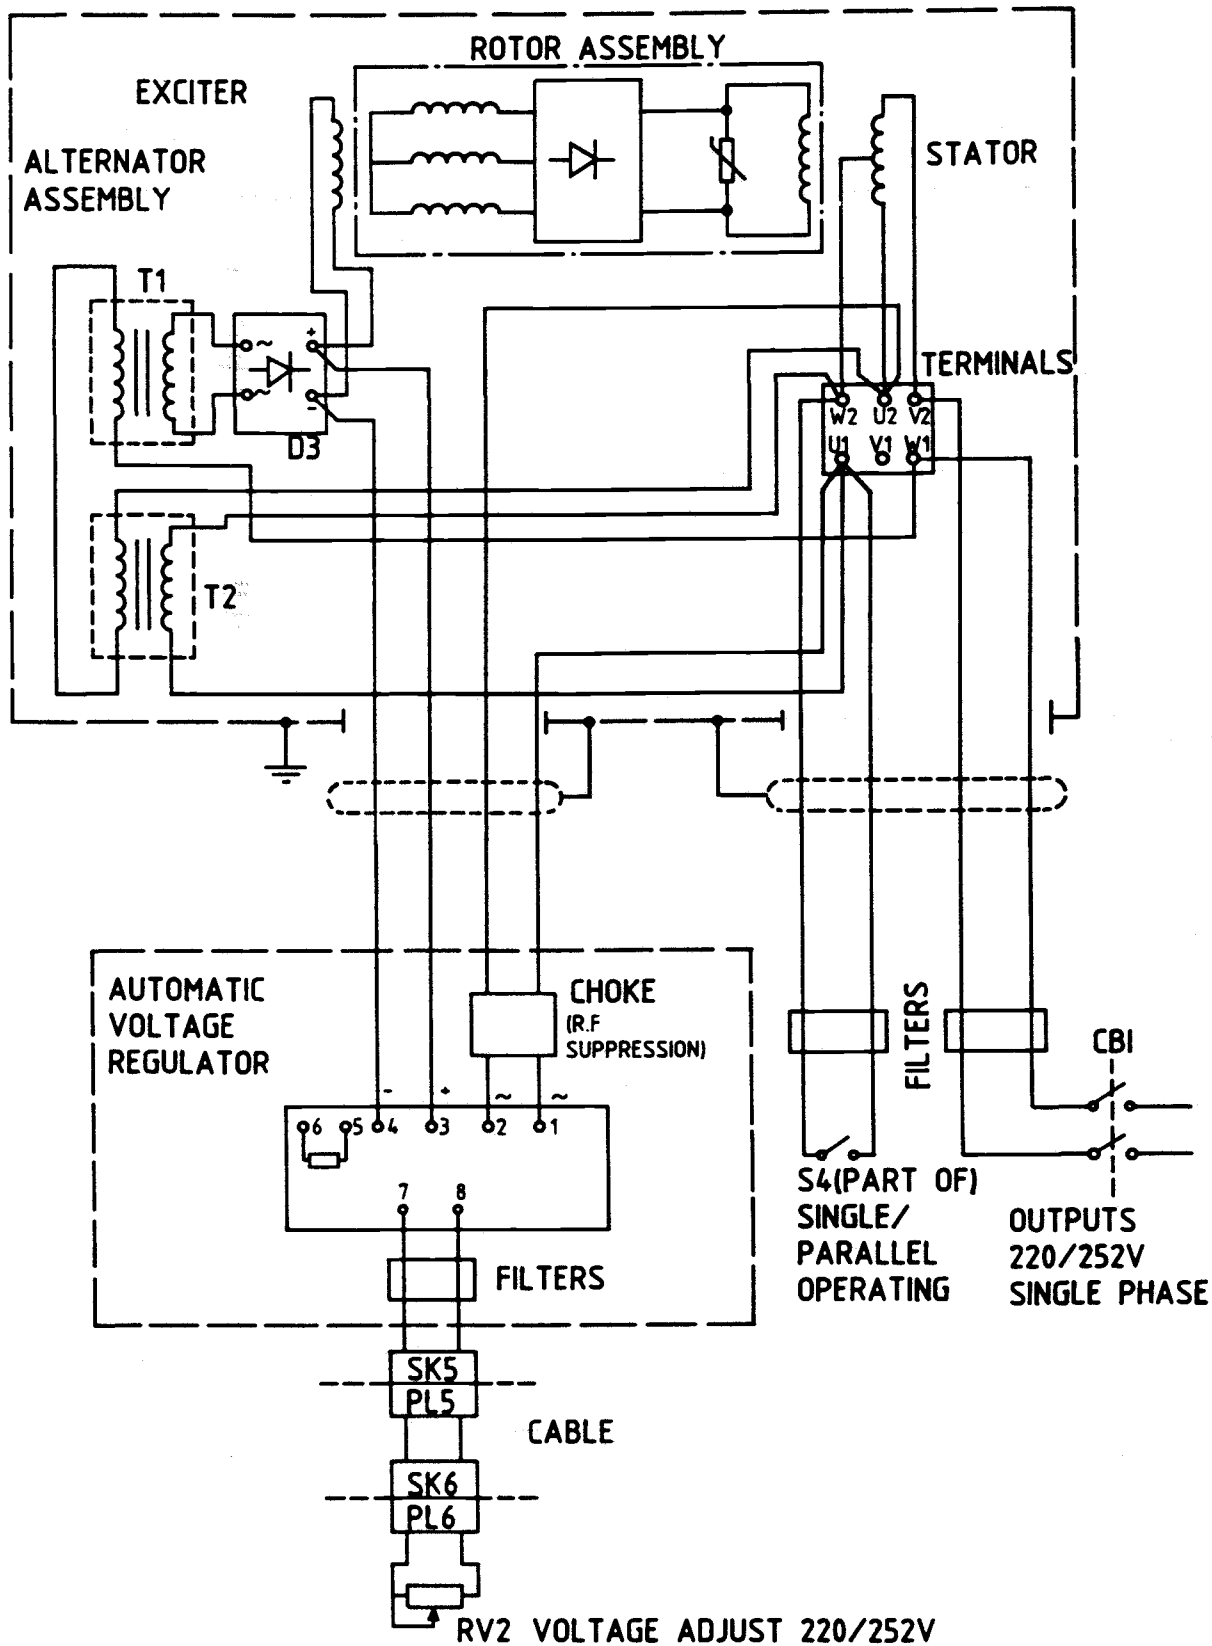 ROTOR ASSEMBLY
EXCITER
ALTERNATOR
ASSEMBLY
STATOR
T1
~
+
~
-
D3
TERMINALS
W2 U2 V2
U1 V1 W1
T2
AUTOMATIC
VOLTAGE
REGULATOR
CHOKE
(R.F
SUPPRESSION)
FILTERS
CB1
- + ~ ~
6 5 4 3 2 1
7 8
S4(PART OF)
SINGLE/
PARALLEL
OPERATING
OUTPUTS
220/252V
SINGLE PHASE
FILTERS
SK5
PL5
CABLE
SK6
PL6
RV2 VOLTAGE ADJUST 220/252V